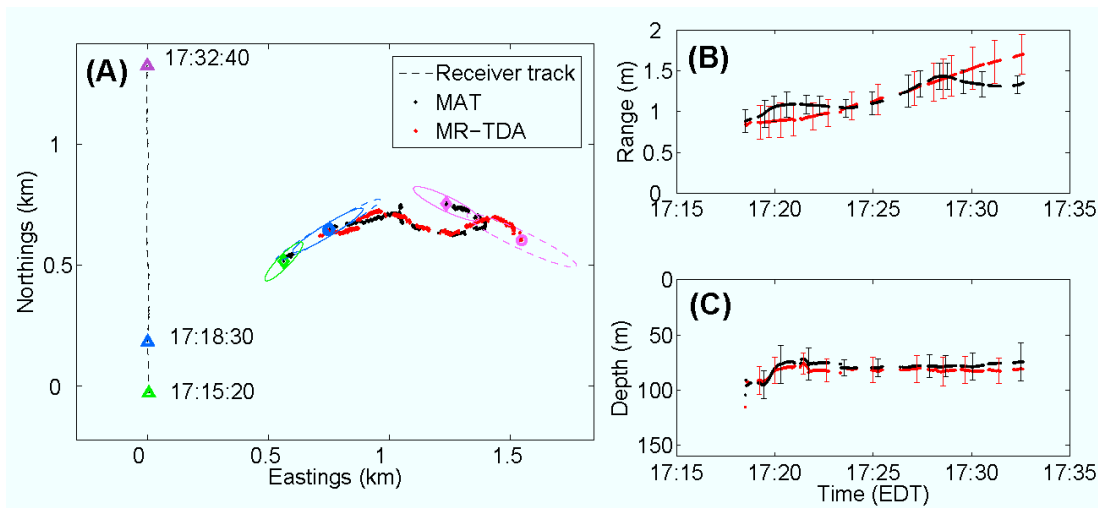 (A)
17:32:40
Receiver track
MAT
MR−TDA
17:18:30
17:15:20
1
0.5
0
Northings (km)
0
0.5
1
1.5
Eastings (km)
(B)
2
1.5
1
0.5
0
Range (m)
17:15
17:20
17:25
17:30
17:35
(C)
0
50
100
150
Depth (m)
17:15
17:20
17:25
17:30
17:35
Time (EDT)